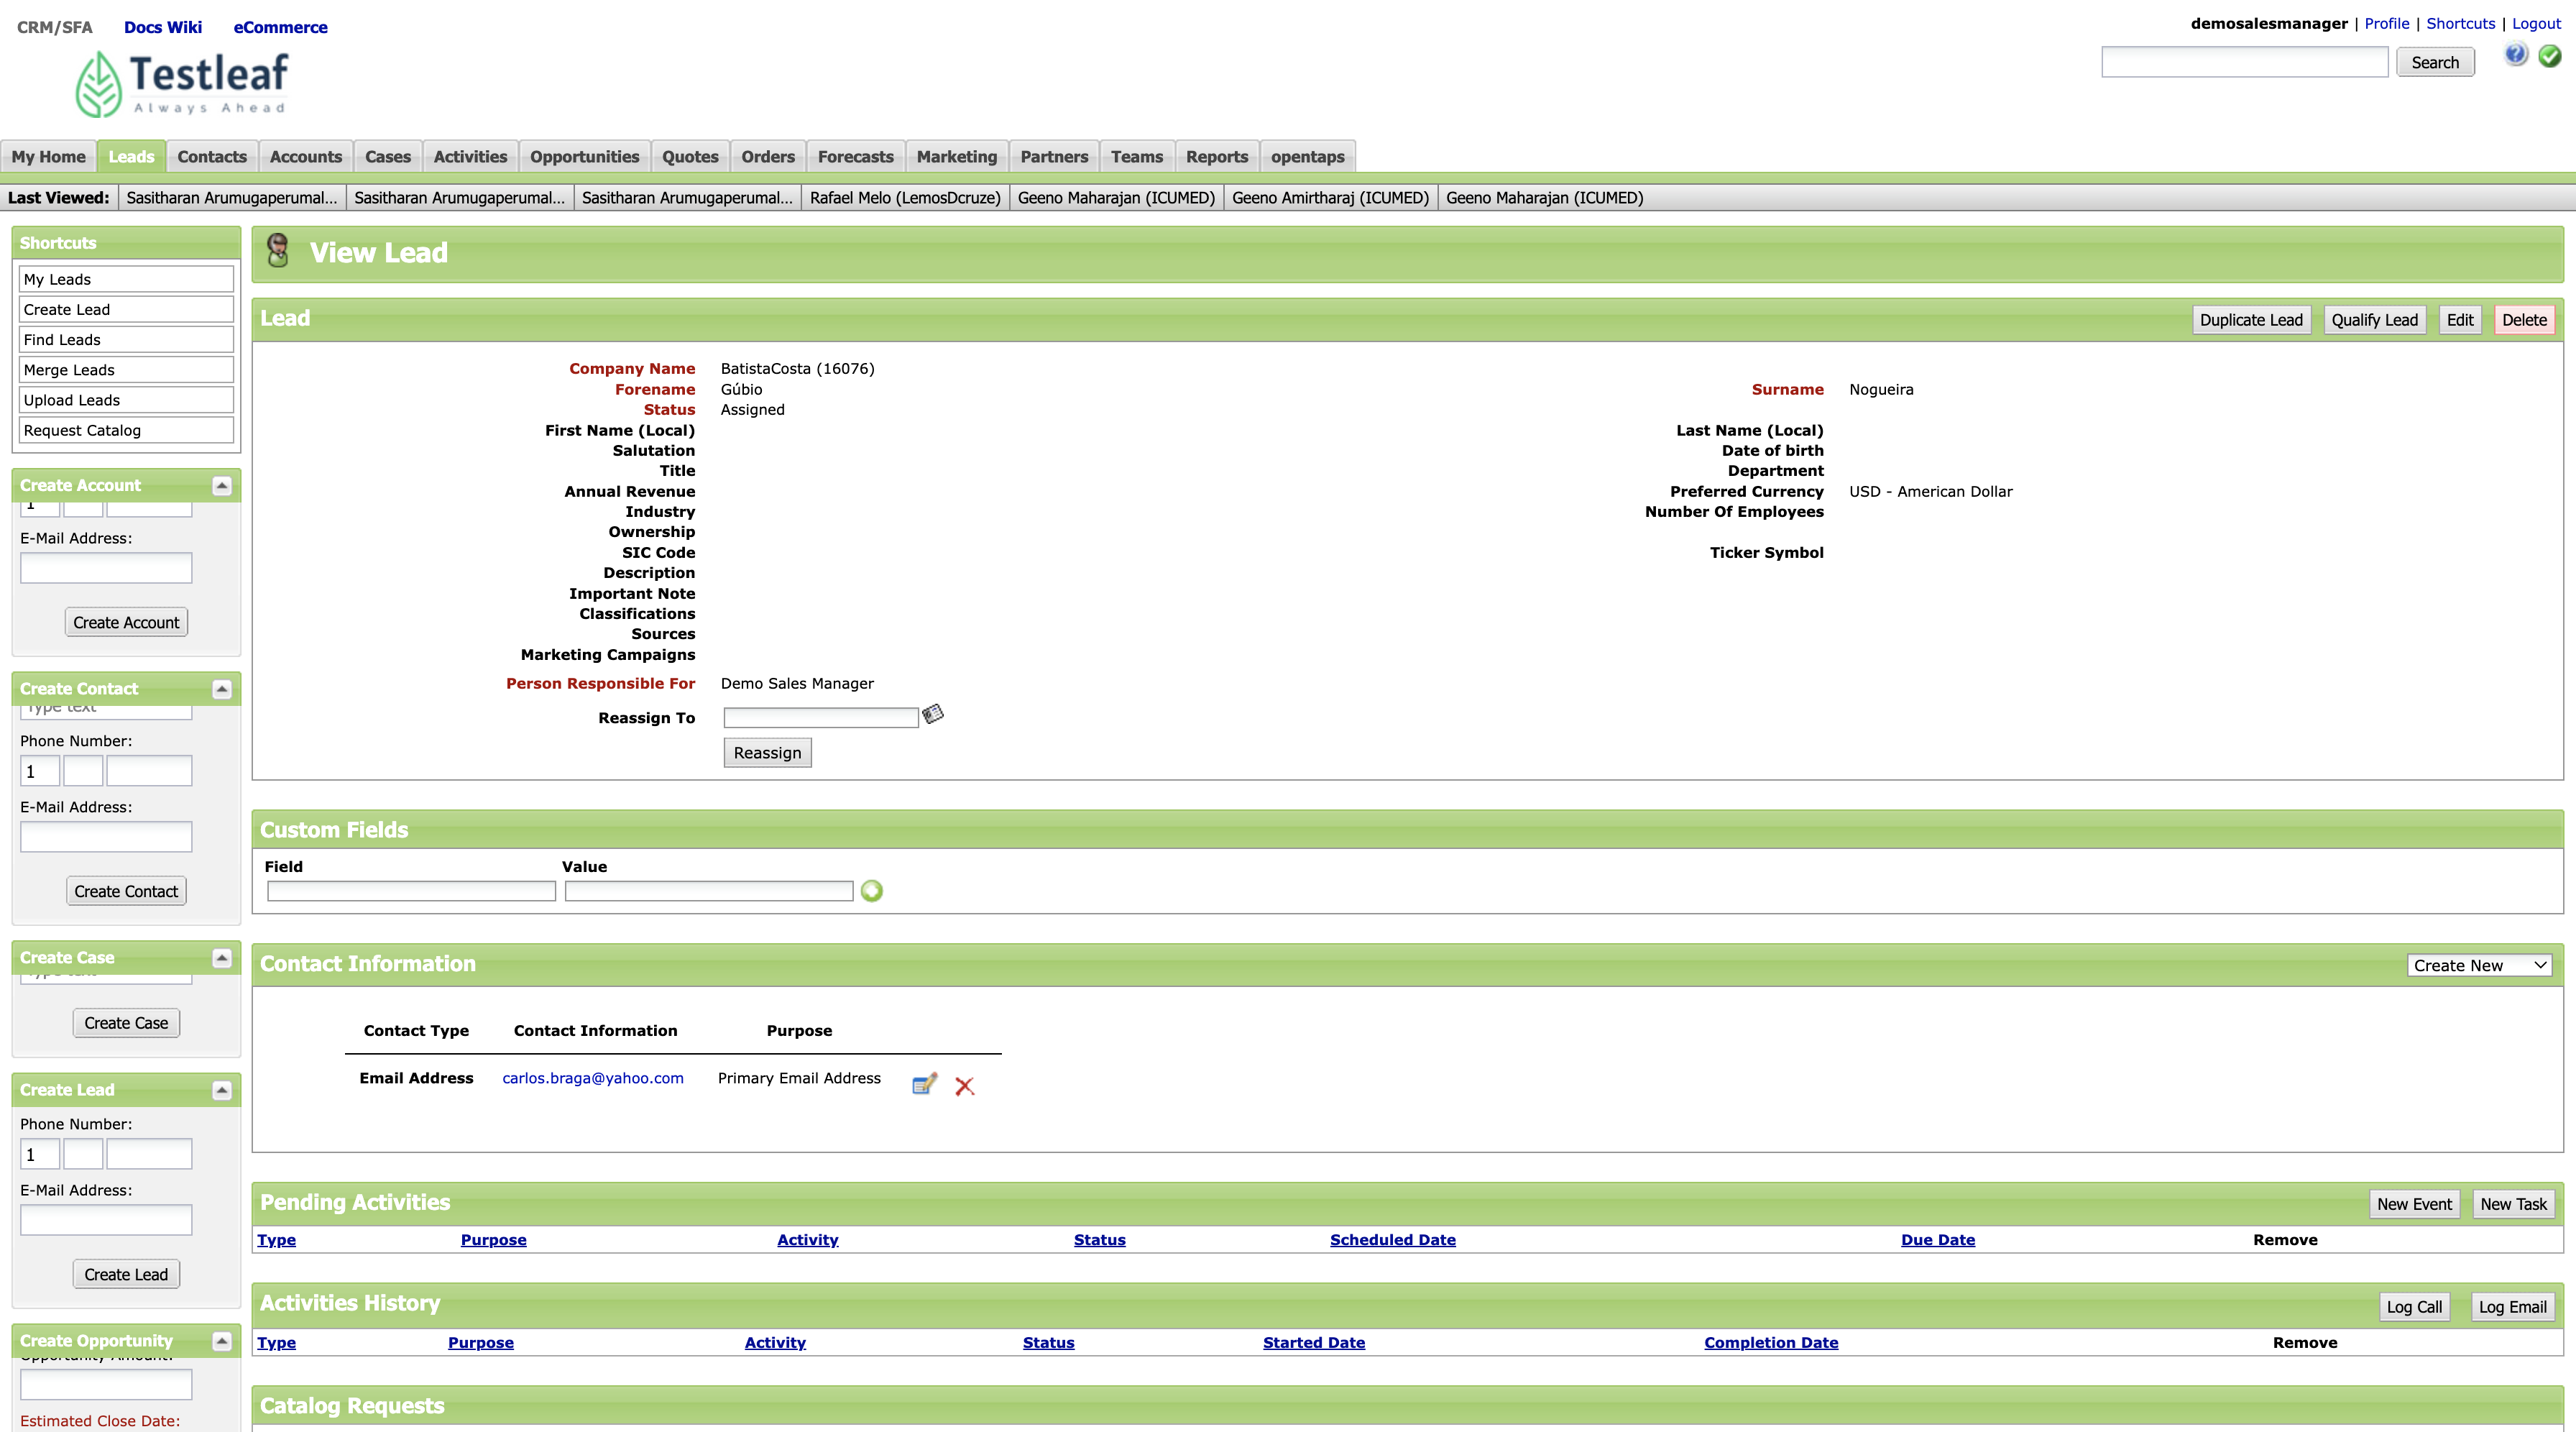 CRM/SFA Docs Wiki eCommerce
demosalesmanager | Profile | Shortcuts | Logout
Search
Testleaf
Always Ahead
My Home Leads Contacts Accounts Cases Activities Opportunities Quotes Orders Forecasts Marketing Partners Teams Reports opentaps
Last Viewed: Sasitharan Arumugaperumal... Sasitharan Arumugaperumal... Sasitharan Arumugaperumal... Rafael Melo (LemosDcruze) Geeno Maharajan (ICUMED) Geeno Amirtharaj (ICUMED) Geeno Maharajan (ICUMED)
Shortcuts
My Leads
Create Lead
Find Leads
Merge Leads
Upload Leads
Request Catalog
Create Account
1
E-Mail Address:
Create Account
Create Contact
Type text
Phone Number:
1
E-Mail Address:
Create Contact
Create Case
Type text
Create Case
Create Lead
Phone Number:
1
E-Mail Address:
Create Lead
Create Opportunity
Opportunity Amount:
Estimated Close Date:
View Lead
Lead
Duplicate Lead Qualify Lead Edit Delete
Company Name BatistaCosta (16076)
Forename Gúbio Surname Nogueira
Status Assigned
First Name (Local) Last Name (Local)
Salutation Date of birth
Title Department
Annual Revenue Preferred Currency USD - American Dollar
Industry Number Of Employees
Ownership
SIC Code Ticker Symbol
Description
Important Note
Classifications
Sources
Marketing Campaigns
Person Responsible For Demo Sales Manager
Reassign To
Reassign
Custom Fields
Field Value
Contact Information
Create New
Contact Type Contact Information Purpose
Email Address carlos.braga@yahoo.com Primary Email Address
Pending Activities
New Event New Task
Type Purpose Activity Status Scheduled Date Due Date Remove
Activities History
Log Call Log Email
Type Purpose Activity Status Started Date Completion Date Remove
Catalog Requests